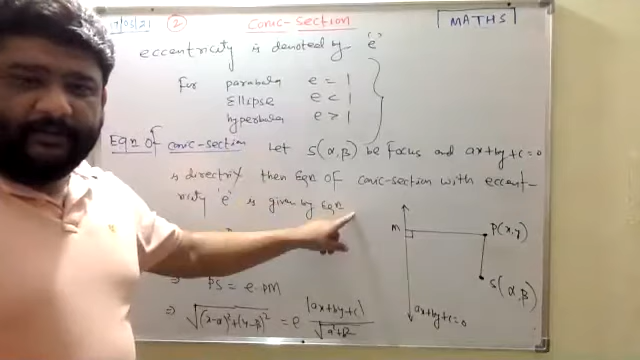 17/05/21 ② Conic-Section MATHS
eccentricity is denoted by 'e'
For parabola e = 1
Ellipse e < 1
hyperbola e > 1
Eqn of conic-section Let S(α,β) be focus and ax+by+c=0
is directrix then Eqn of conic-section with eccent-
ricity 'e' is given by Eqn
M P(x,y)
S(α,β)
⇒ PS = e·PM
⇒ √(x-α)²+(y-β)² = e |ax+by+c| / √a²+b²
ax+by+c=0